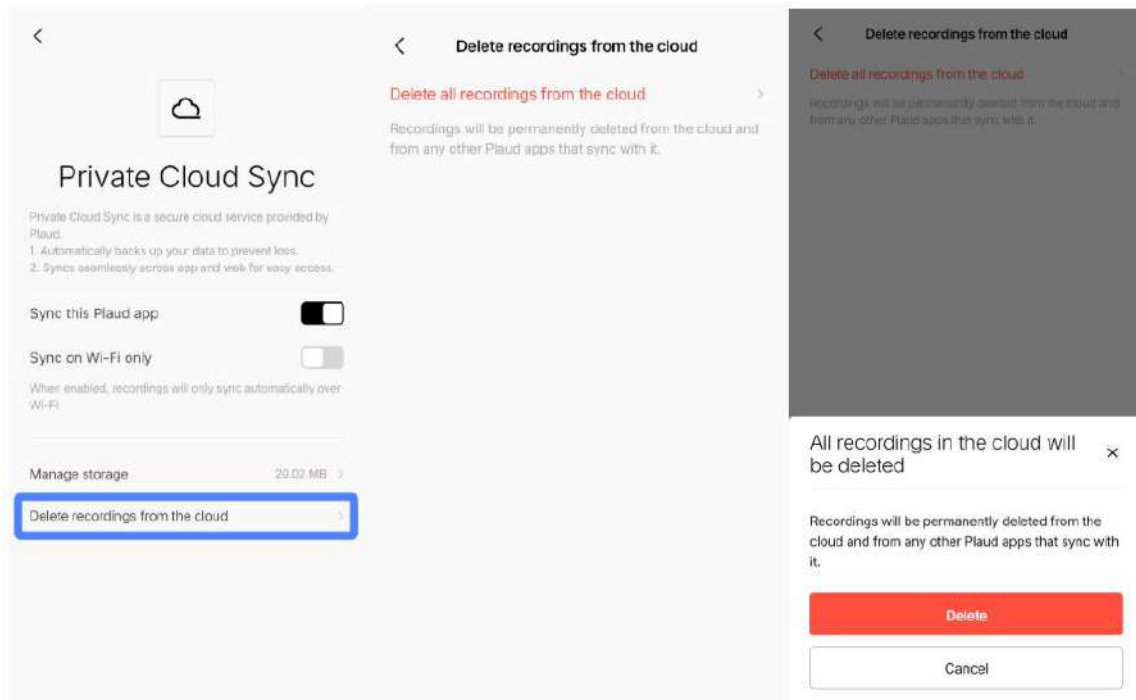 Private Cloud Sync
Private Cloud Sync is a secure cloud service provided by
Plaud.
1. Automatically backs up your data to prevent loss.
2. Syncs seamlessly across app and web for easy access.
Sync this Plaud app
Sync on Wi-Fi only
When enabled, recordings will only sync automatically over
Wi-Fi
Manage storage 20.02 MB
Delete recordings from the cloud
Delete recordings from the cloud
Delete all recordings from the cloud
Recordings will be permanently deleted from the cloud and
from any other Plaud apps that sync with it.
Delete recordings from the cloud
Delete all recordings from the cloud
Recordings will be permanently deleted from the cloud and
from any other Plaud apps that sync with it.
All recordings in the cloud will
be deleted
Recordings will be permanently deleted from the
cloud and from any other Plaud apps that sync with
it.
Delete
Cancel